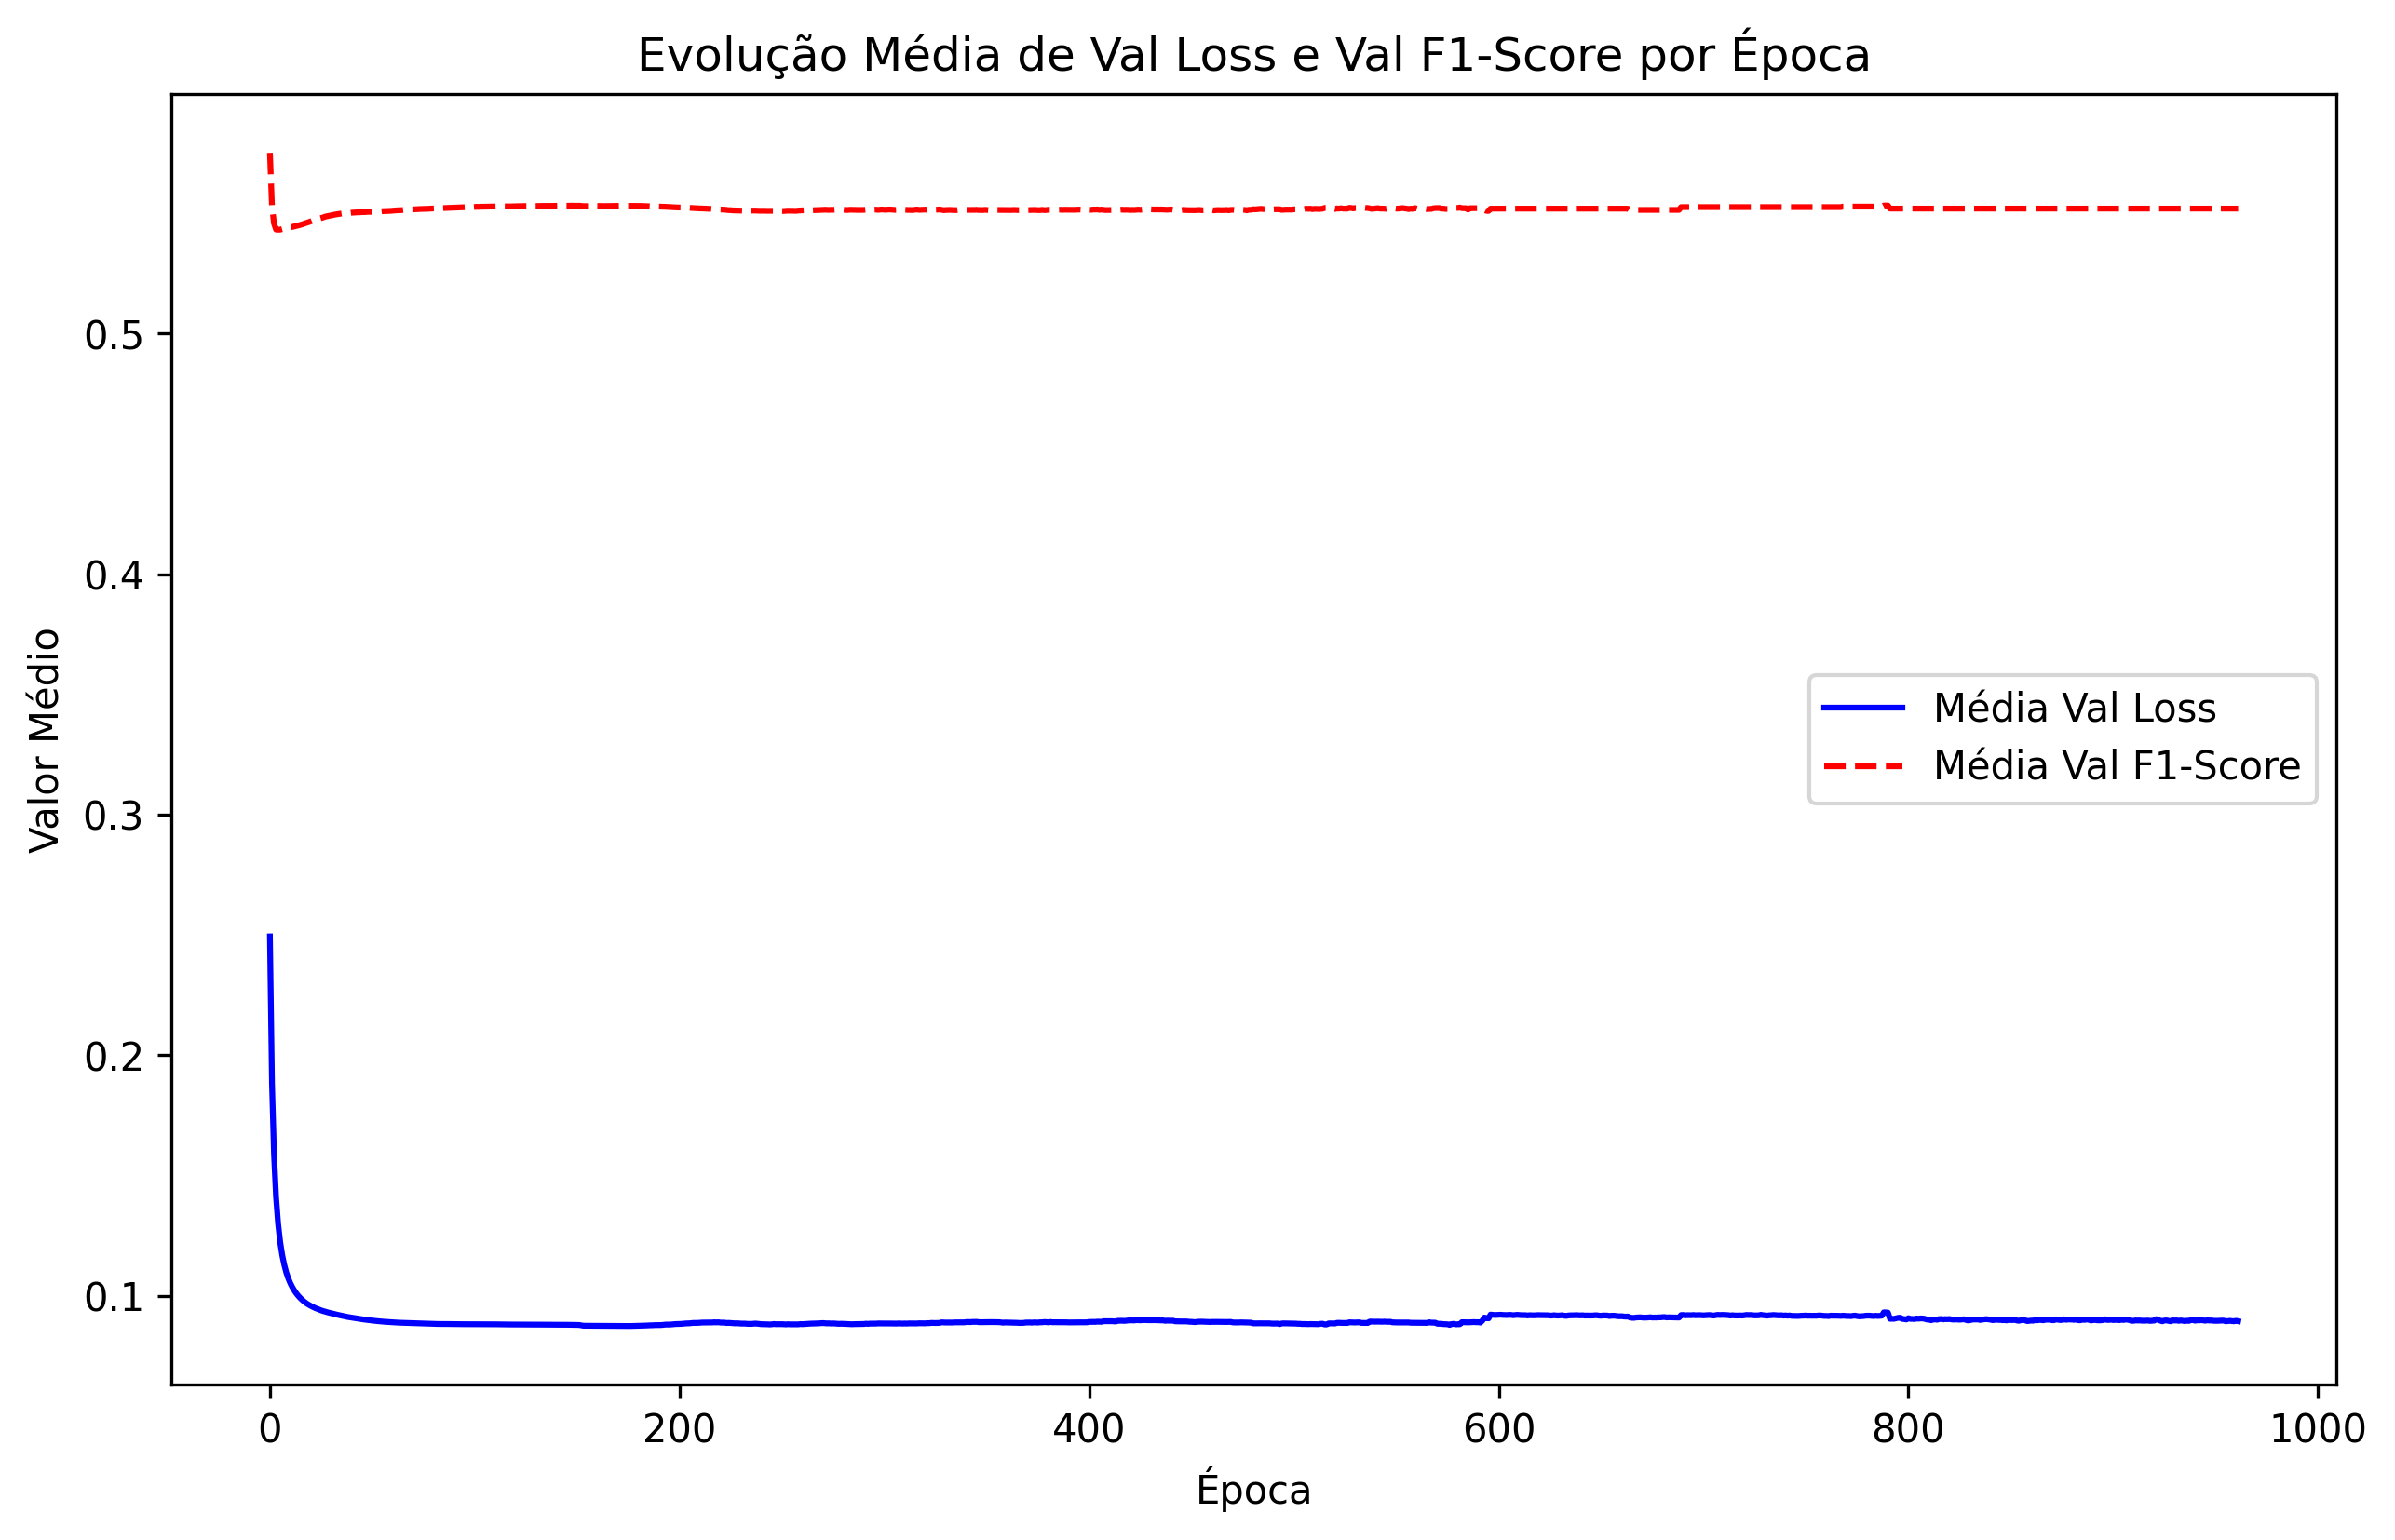 Evolução Média de Val Loss e Val F1-Score por Época
Valor Médio
0.5
0.4
0.3
0.2
0.1
Média Val Loss
Média Val F1-Score
0 200 400 600 800 1000
Época